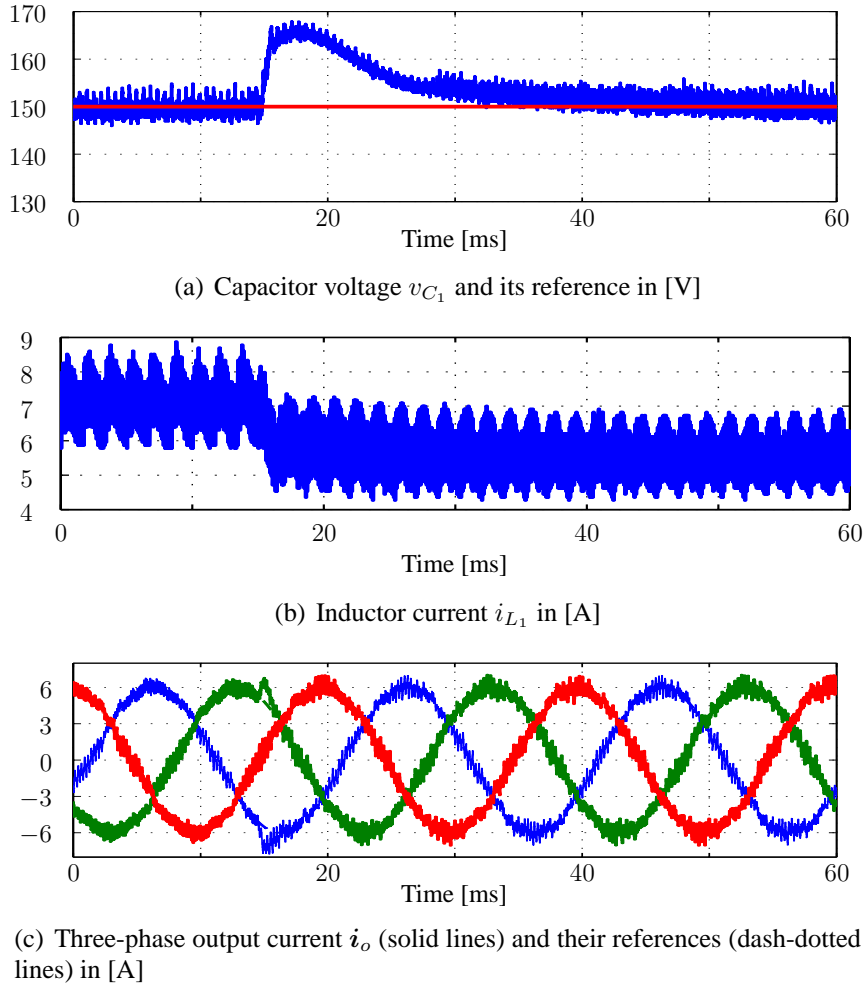 170
160
150
140
130
0 20 40 60
Time [ms]
(a) Capacitor voltage v_{C_1} and its reference in [V]
9
8
7
6
5
4
0 20 40 60
Time [ms]
(b) Inductor current i_{L_1} in [A]
6
3
0
−3
−6
0 20 40 60
Time [ms]
(c) Three-phase output current i_o (solid lines) and their references (dash-dotted
lines) in [A]